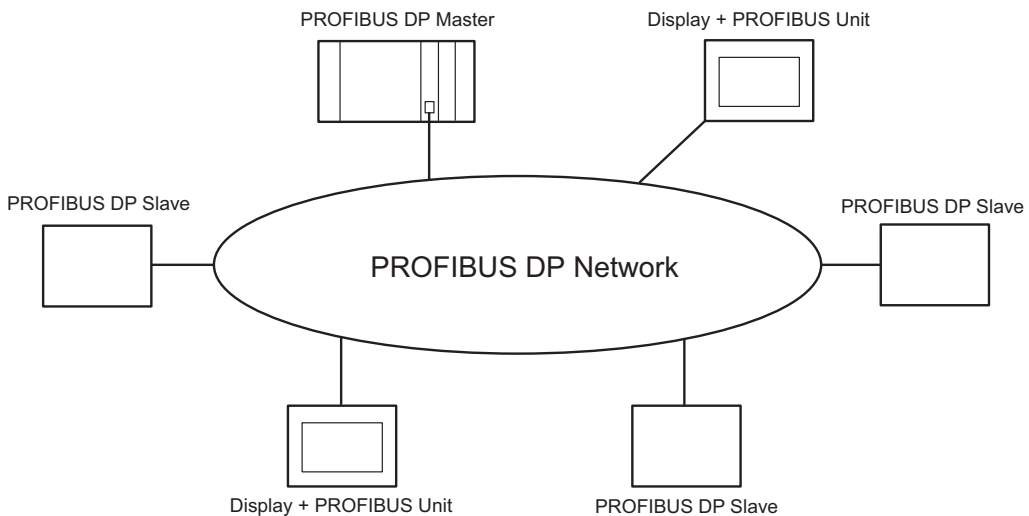 PROFIBUS DP Master
Display + PROFIBUS Unit
PROFIBUS DP Slave
PROFIBUS DP Slave
PROFIBUS DP Network
Display + PROFIBUS Unit
PROFIBUS DP Slave